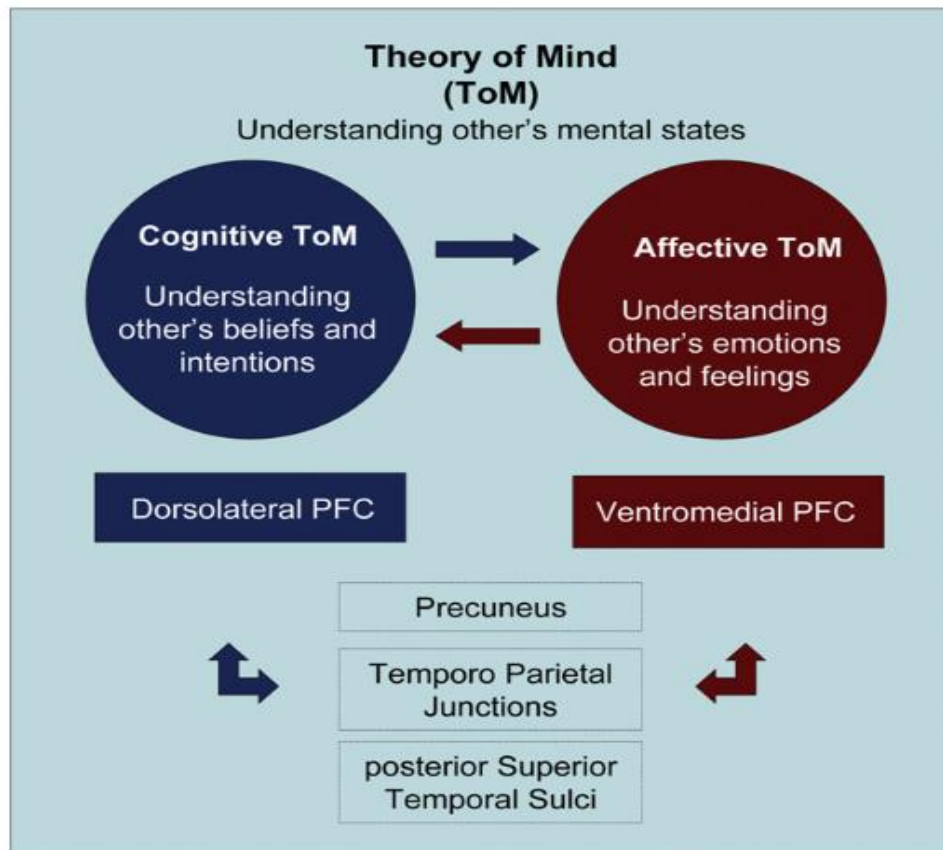 Theory of Mind
(ToM)
Understanding other's mental states
Cognitive ToM
Understanding
other's beliefs and
intentions
Affective ToM
Understanding
other's emotions
and feelings
Dorsolateral PFC
Ventromedial PFC
Precuneus
Temporo Parietal
Junctions
posterior Superior
Temporal Sulci